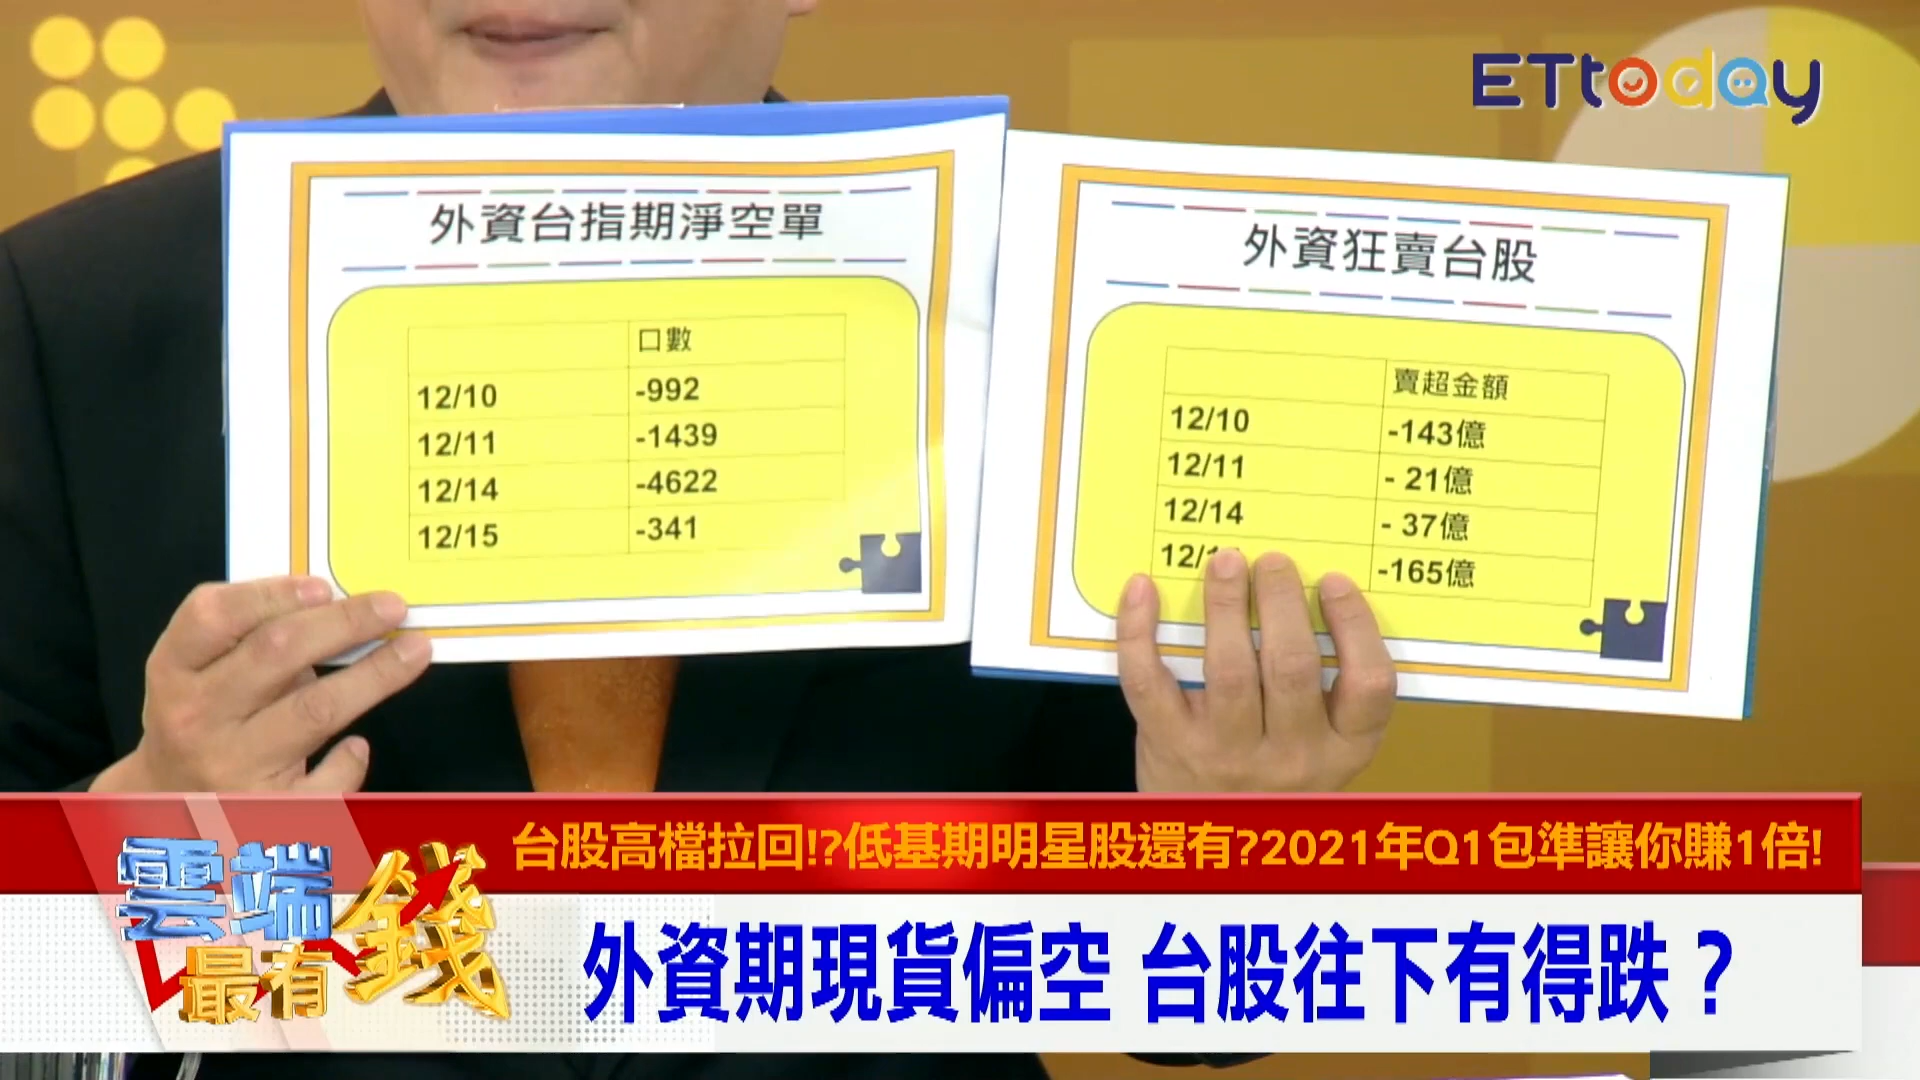 ETtoday
外資台指期淨空單
口數
12/10 -992
12/11 -1439
12/14 -4622
12/15 -341
外資狂賣台股
賣超金額
12/10 -143億
12/11 - 21億
12/14 - 37億
12/ -165億
台股高檔拉回!?低基期明星股還有?2021年Q1包準讓你賺1倍!
雲端
最有錢
外資期現貨偏空 台股往下有得跌？